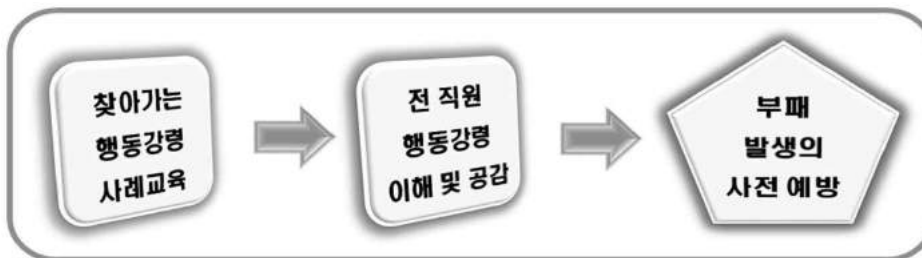 찾아가는
행동강령
사례교육
전 직원
행동강령
이해 및 공감
부패
발생의
사전 예방